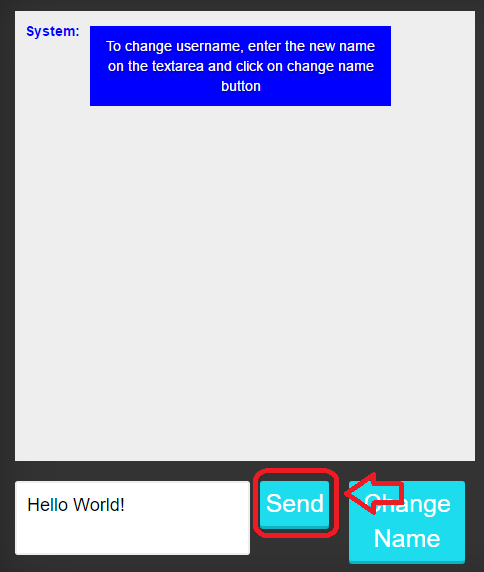 System:
To change username, enter the new name
on the textarea and click on change name
button
Hello World!
Send
Change
Name